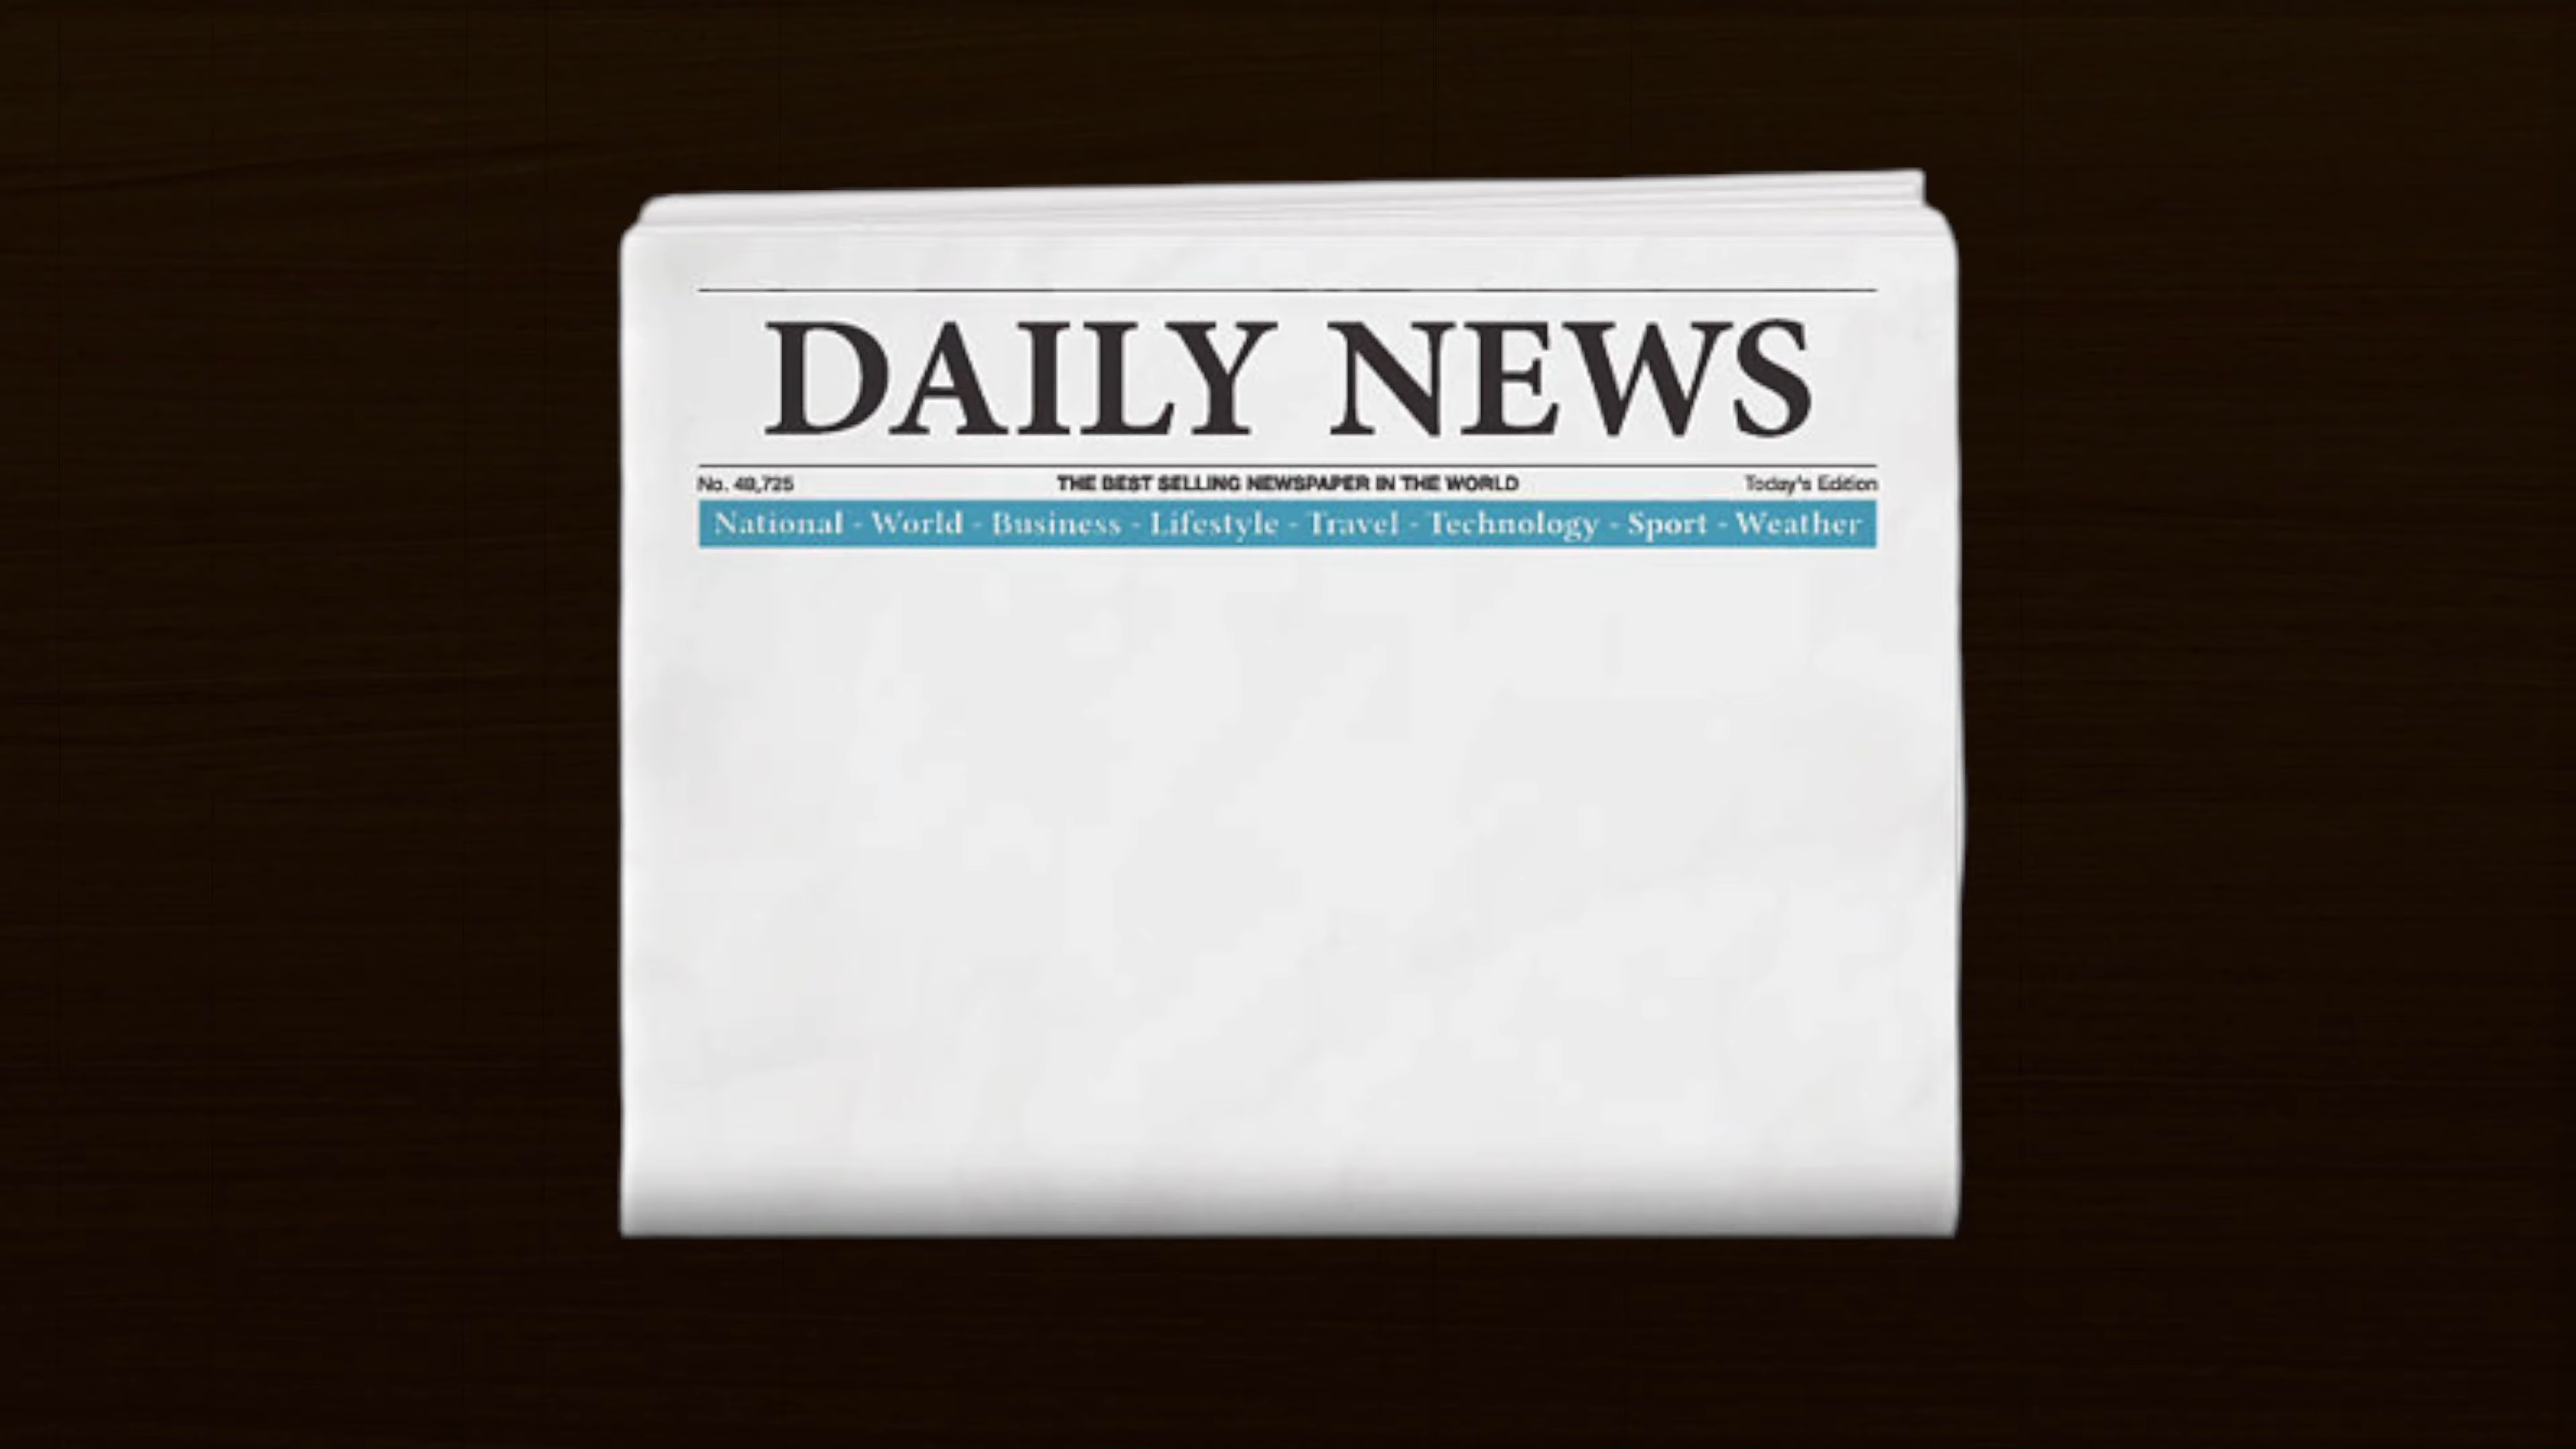 DAILY NEWS
No. 48,725 THE BEST SELLING NEWSPAPER IN THE WORLD Today's Edition
National - World - Business - Lifestyle - Travel - Technology - Sport - Weather